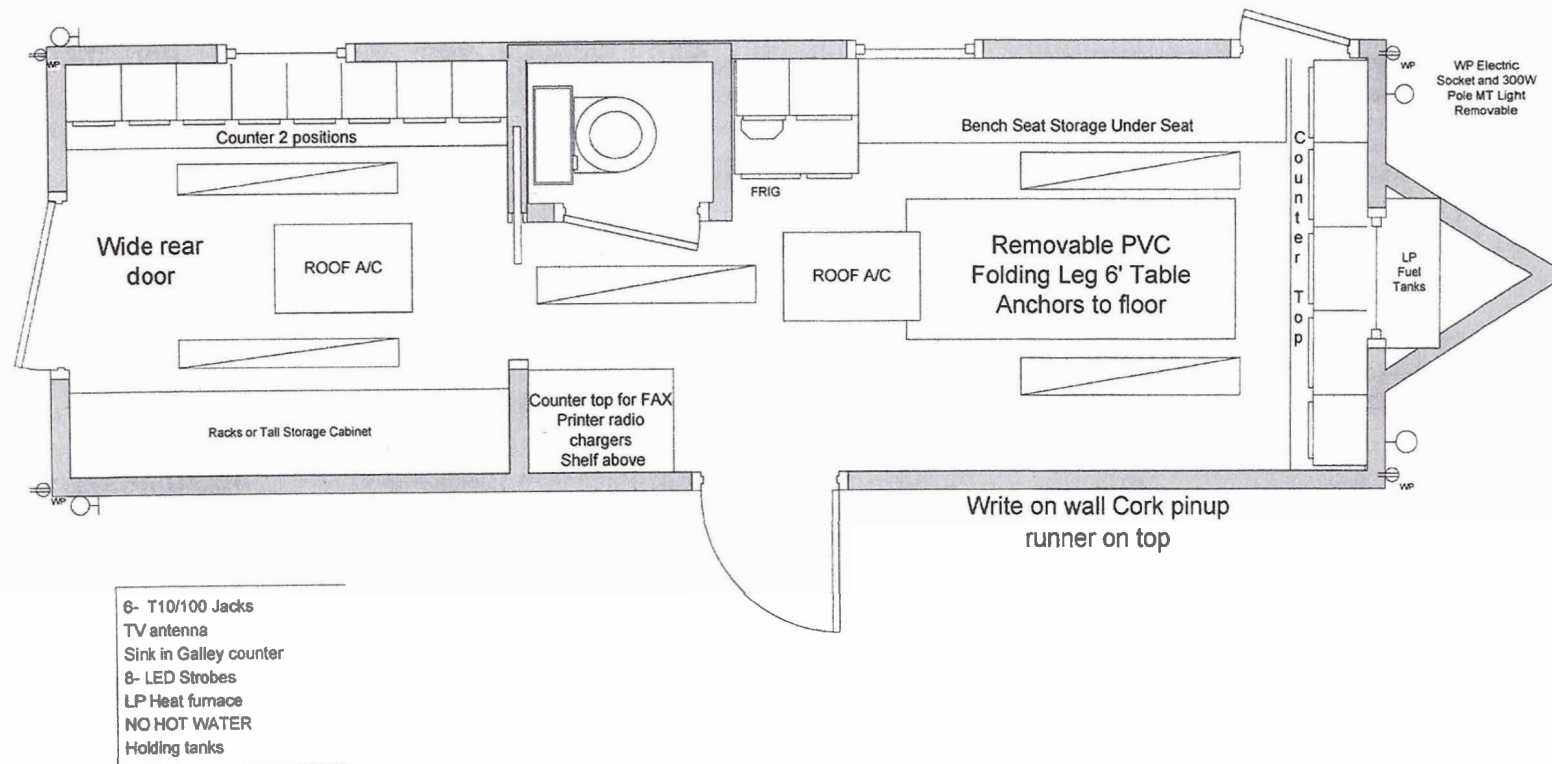 WP
WP
WP Electric
Socket and 300W
Pole MT Light
Removable
Counter 2 positions
Bench Seat Storage Under Seat
FRIG
Counter Top
Wide rear
door
ROOF A/C
ROOF A/C
Removable PVC
Folding Leg 6' Table
Anchors to floor
LP
Fuel
Tanks
Racks or Tall Storage Cabinet
Counter top for FAX
Printer radio
chargers
Shelf above
WP
WP
Write on wall Cork pinup
runner on top
6- T10/100 Jacks
TV antenna
Sink in Galley counter
8- LED Strobes
LP Heat furnace
NO HOT WATER
Holding tanks